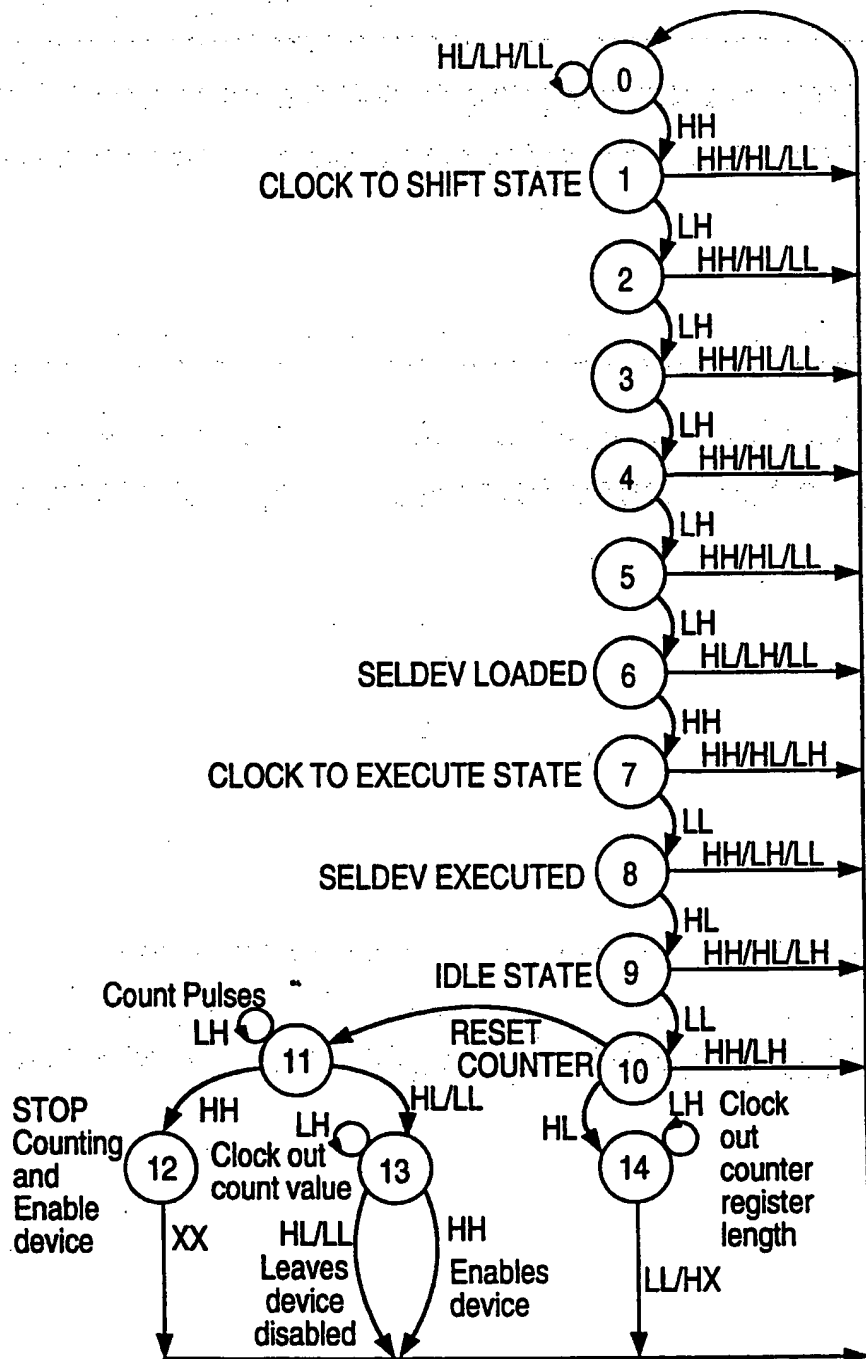 HL/LH/LL
0
HH
CLOCK TO SHIFT STATE
1
HH/HL/LL
LH
2
HH/HL/LL
LH
3
HH/HL/LL
LH
4
HH/HL/LL
LH
5
HH/HL/LL
LH
SELDEV LOADED
6
HL/LH/LL
HH
CLOCK TO EXECUTE STATE
7
HH/HL/LH
LL
SELDEV EXECUTED
8
HH/LH/LL
HL
IDLE STATE
9
HH/HL/LH
LL
Count Pulses
LH
11
RESET
COUNTER
10
HH/LH
HH
HL/LL
HL
STOP
Counting
and
Enable
device
12
LH
Clock out
count value
13
14
LH
Clock
out
counter
register
length
XX
HL/LL
Leaves
device
disabled
HH
Enables
device
LL/HX